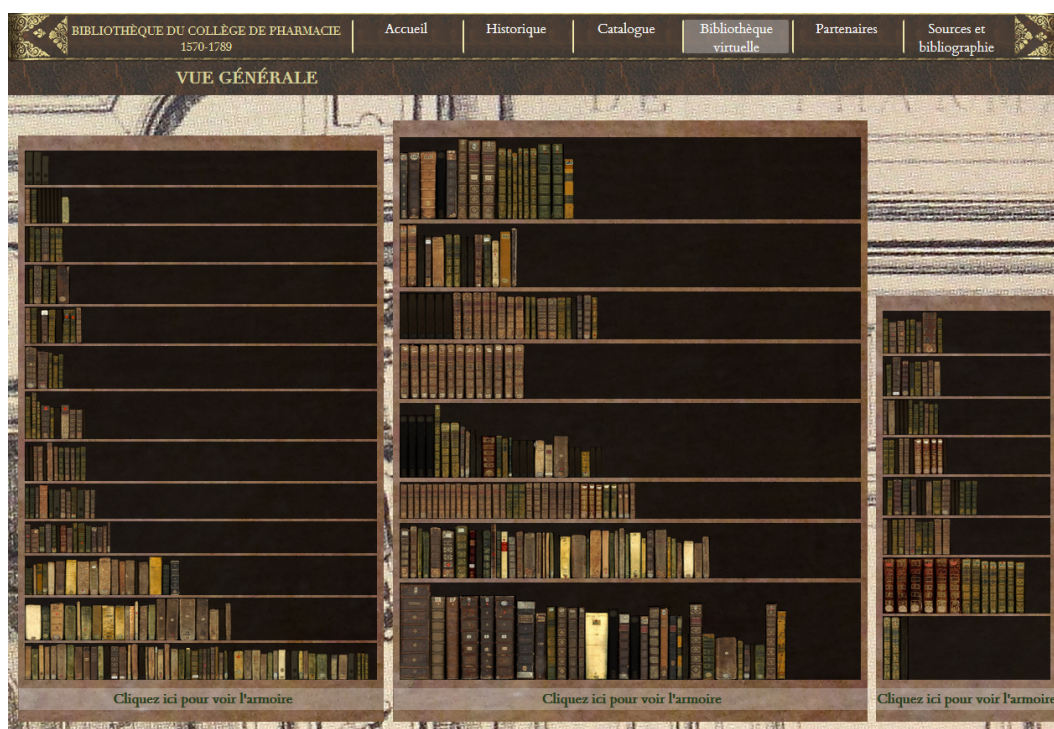 BIBLIOTHÈQUE DU COLLÈGE DE PHARMACIE
1570-1789
Accueil
Historique
Catalogue
Bibliothèque
virtuelle
Partenaires
Sources et
bibliographie
VUE GÉNÉRALE
DE
Cliquez ici pour voir l'armoire
Cliquez ici pour voir l'armoire
Cliquez ici pour voir l'armoire